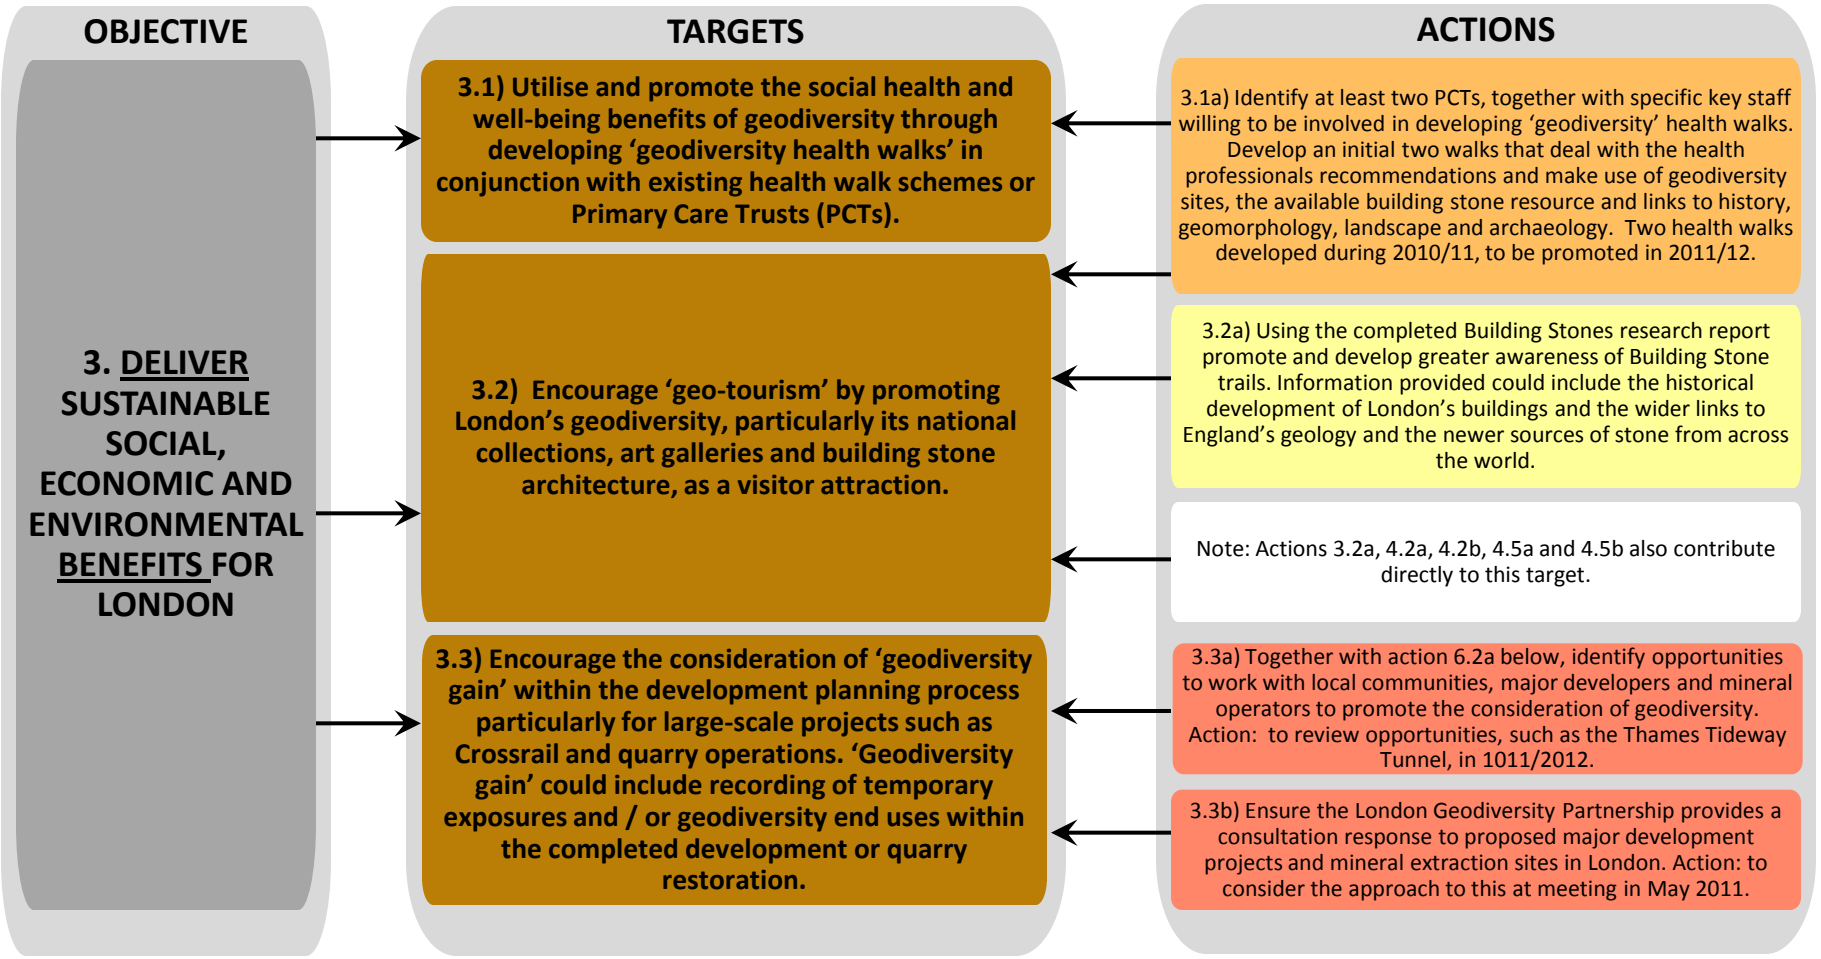 OBJECTIVE
3. DELIVER
SUSTAINABLE
SOCIAL,
ECONOMIC AND
ENVIRONMENTAL
BENEFITS FOR
LONDON
TARGETS
3.1) Utilise and promote the social health and
well-being benefits of geodiversity through
developing ‘geodiversity health walks’ in
conjunction with existing health walk schemes or
Primary Care Trusts (PCTs).
3.2)  Encourage ‘geo-tourism’ by promoting
London’s geodiversity, particularly its national
collections, art galleries and building stone
architecture, as a visitor attraction.
3.3) Encourage the consideration of ‘geodiversity
gain’ within the development planning process
particularly for large-scale projects such as
Crossrail and quarry operations. ‘Geodiversity
gain’ could include recording of temporary
exposures and / or geodiversity end uses within
the completed development or quarry
restoration.
ACTIONS
3.1a) Identify at least two PCTs, together with specific key staff
willing to be involved in developing ‘geodiversity’ health walks.
Develop an initial two walks that deal with the health
professionals recommendations and make use of geodiversity
sites, the available building stone resource and links to history,
geomorphology, landscape and archaeology.  Two health walks
developed during 2010/11, to be promoted in 2011/12.
3.2a) Using the completed Building Stones research report
promote and develop greater awareness of Building Stone
trails. Information provided could include the historical
development of London’s buildings and the wider links to
England’s geology and the newer sources of stone from across
the world.
Note: Actions 3.2a, 4.2a, 4.2b, 4.5a and 4.5b also contribute
directly to this target.
3.3a) Together with action 6.2a below, identify opportunities
to work with local communities, major developers and mineral
operators to promote the consideration of geodiversity.
Action:  to review opportunities, such as the Thames Tideway
Tunnel, in 1011/2012.
3.3b) Ensure the London Geodiversity Partnership provides a
consultation response to proposed major development
projects and mineral extraction sites in London. Action: to
consider the approach to this at meeting in May 2011.